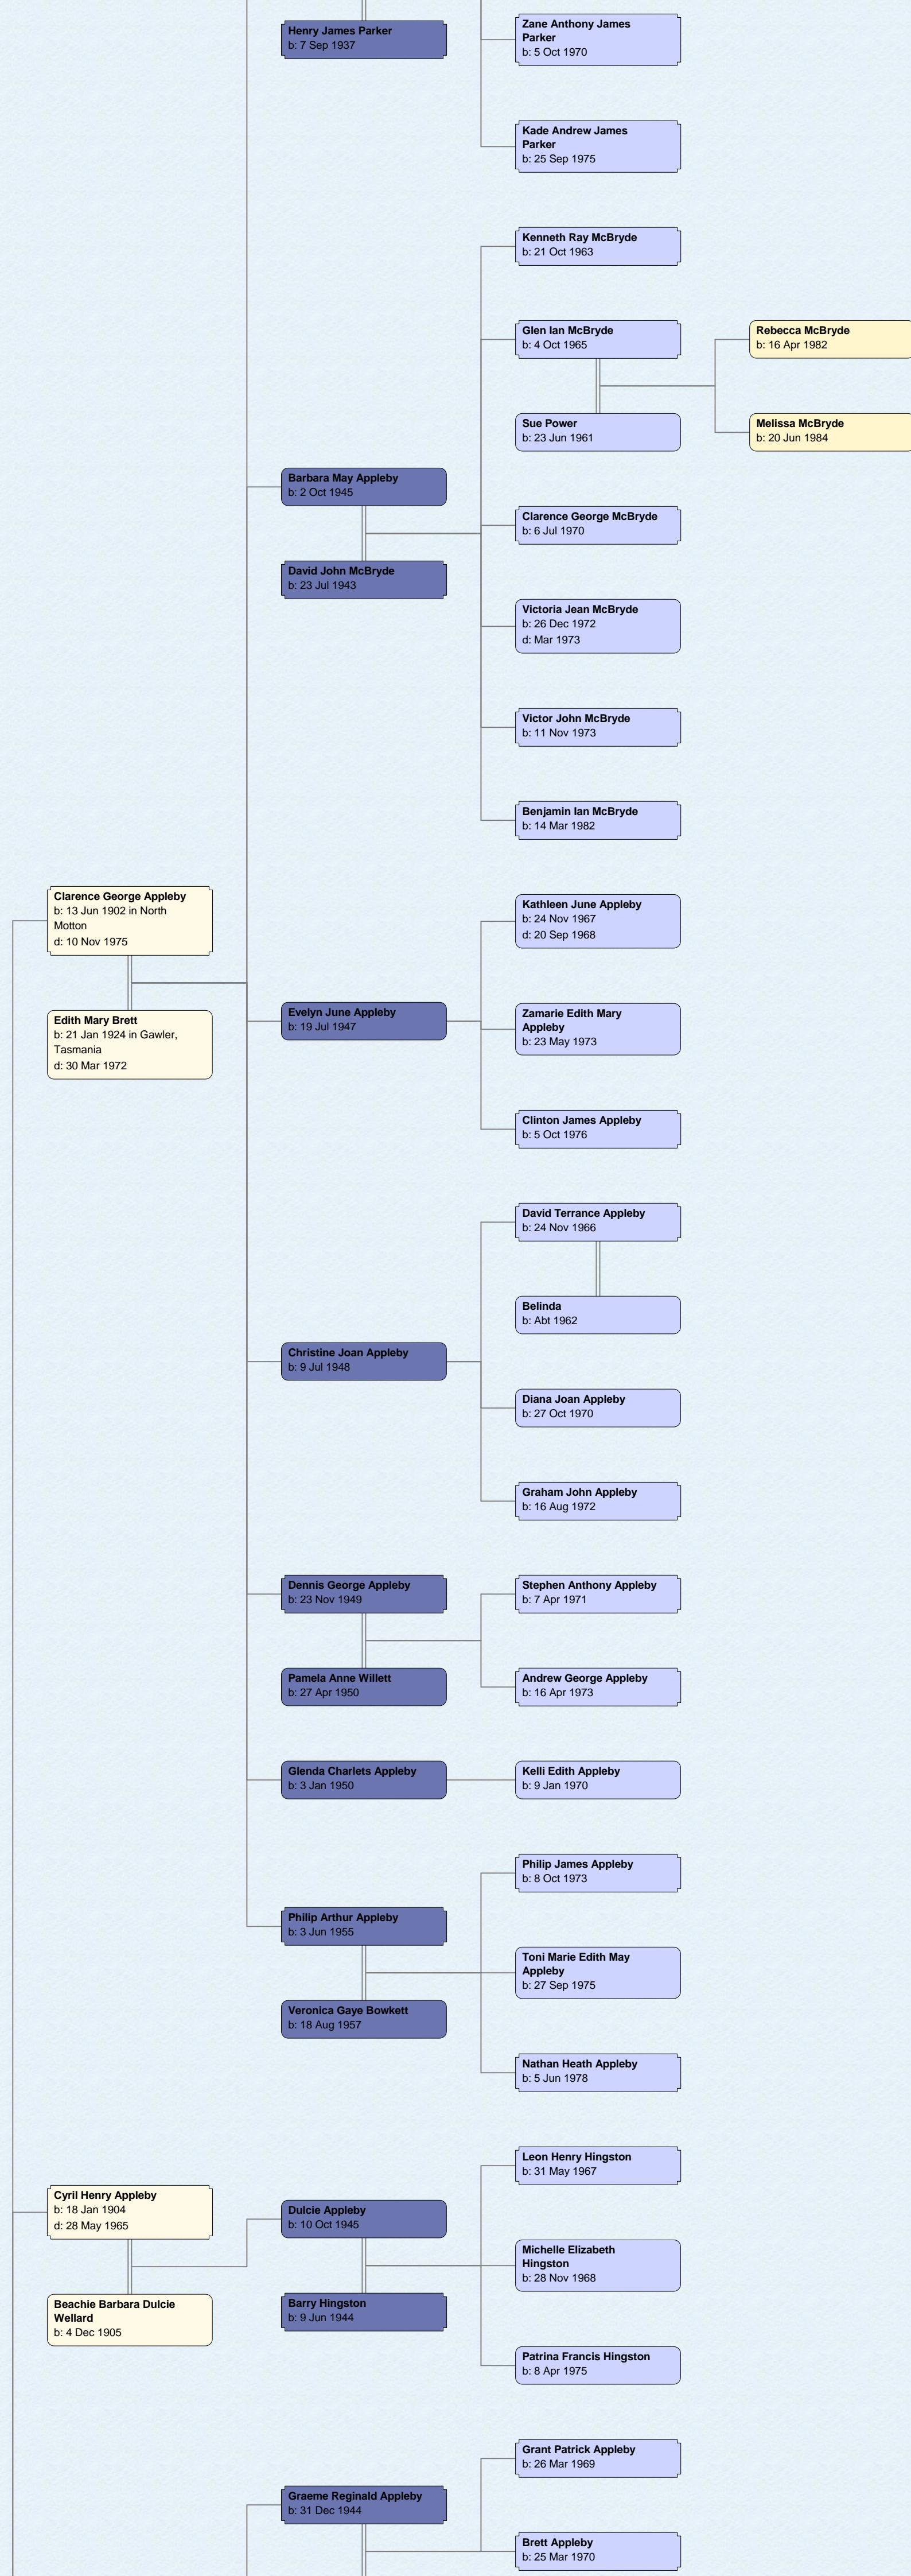 Henry James Parker
b: 7 Sep 1937
Zane Anthony James
Parker
b: 5 Oct 1970
Kade Andrew James
Parker
b: 25 Sep 1975
Kenneth Ray McBryde
b: 21 Oct 1963
Glen Ian McBryde
b: 4 Oct 1965
Rebecca McBryde
b: 16 Apr 1982
Sue Power
b: 23 Jun 1961
Melissa McBryde
b: 20 Jun 1984
Barbara May Appleby
b: 2 Oct 1945
Clarence George McBryde
b: 6 Jul 1970
David John McBryde
b: 23 Jul 1943
Victoria Jean McBryde
b: 26 Dec 1972
d: Mar 1973
Victor John McBryde
b: 11 Nov 1973
Benjamin Ian McBryde
b: 14 Mar 1982
Clarence George Appleby
b: 13 Jun 1902 in North
Motton
d: 10 Nov 1975
Kathleen June Appleby
b: 24 Nov 1967
d: 20 Sep 1968
Edith Mary Brett
b: 21 Jan 1924 in Gawler,
Tasmania
d: 30 Mar 1972
Evelyn June Appleby
b: 19 Jul 1947
Zamarie Edith Mary
Appleby
b: 23 May 1973
Clinton James Appleby
b: 5 Oct 1976
David Terrance Appleby
b: 24 Nov 1966
Belinda
b: Abt 1962
Christine Joan Appleby
b: 9 Jul 1948
Diana Joan Appleby
b: 27 Oct 1970
Graham John Appleby
b: 16 Aug 1972
Dennis George Appleby
b: 23 Nov 1949
Stephen Anthony Appleby
b: 7 Apr 1971
Pamela Anne Willett
b: 27 Apr 1950
Andrew George Appleby
b: 16 Apr 1973
Glenda Charlets Appleby
b: 3 Jan 1950
Kelli Edith Appleby
b: 9 Jan 1970
Philip James Appleby
b: 8 Oct 1973
Philip Arthur Appleby
b: 3 Jun 1955
Toni Marie Edith May
Appleby
b: 27 Sep 1975
Veronica Gaye Bowkett
b: 18 Aug 1957
Nathan Heath Appleby
b: 5 Jun 1978
Leon Henry Hingston
b: 31 May 1967
Cyril Henry Appleby
b: 18 Jan 1904
d: 28 May 1965
Dulcie Appleby
b: 10 Oct 1945
Michelle Elizabeth
Hingston
b: 28 Nov 1968
Beachie Barbara Dulcie
Wellard
b: 4 Dec 1905
Barry Hingston
b: 9 Jun 1944
Patrina Francis Hingston
b: 8 Apr 1975
Grant Patrick Appleby
b: 26 Mar 1969
Graeme Reginald Appleby
b: 31 Dec 1944
Brett Appleby
b: 25 Mar 1970